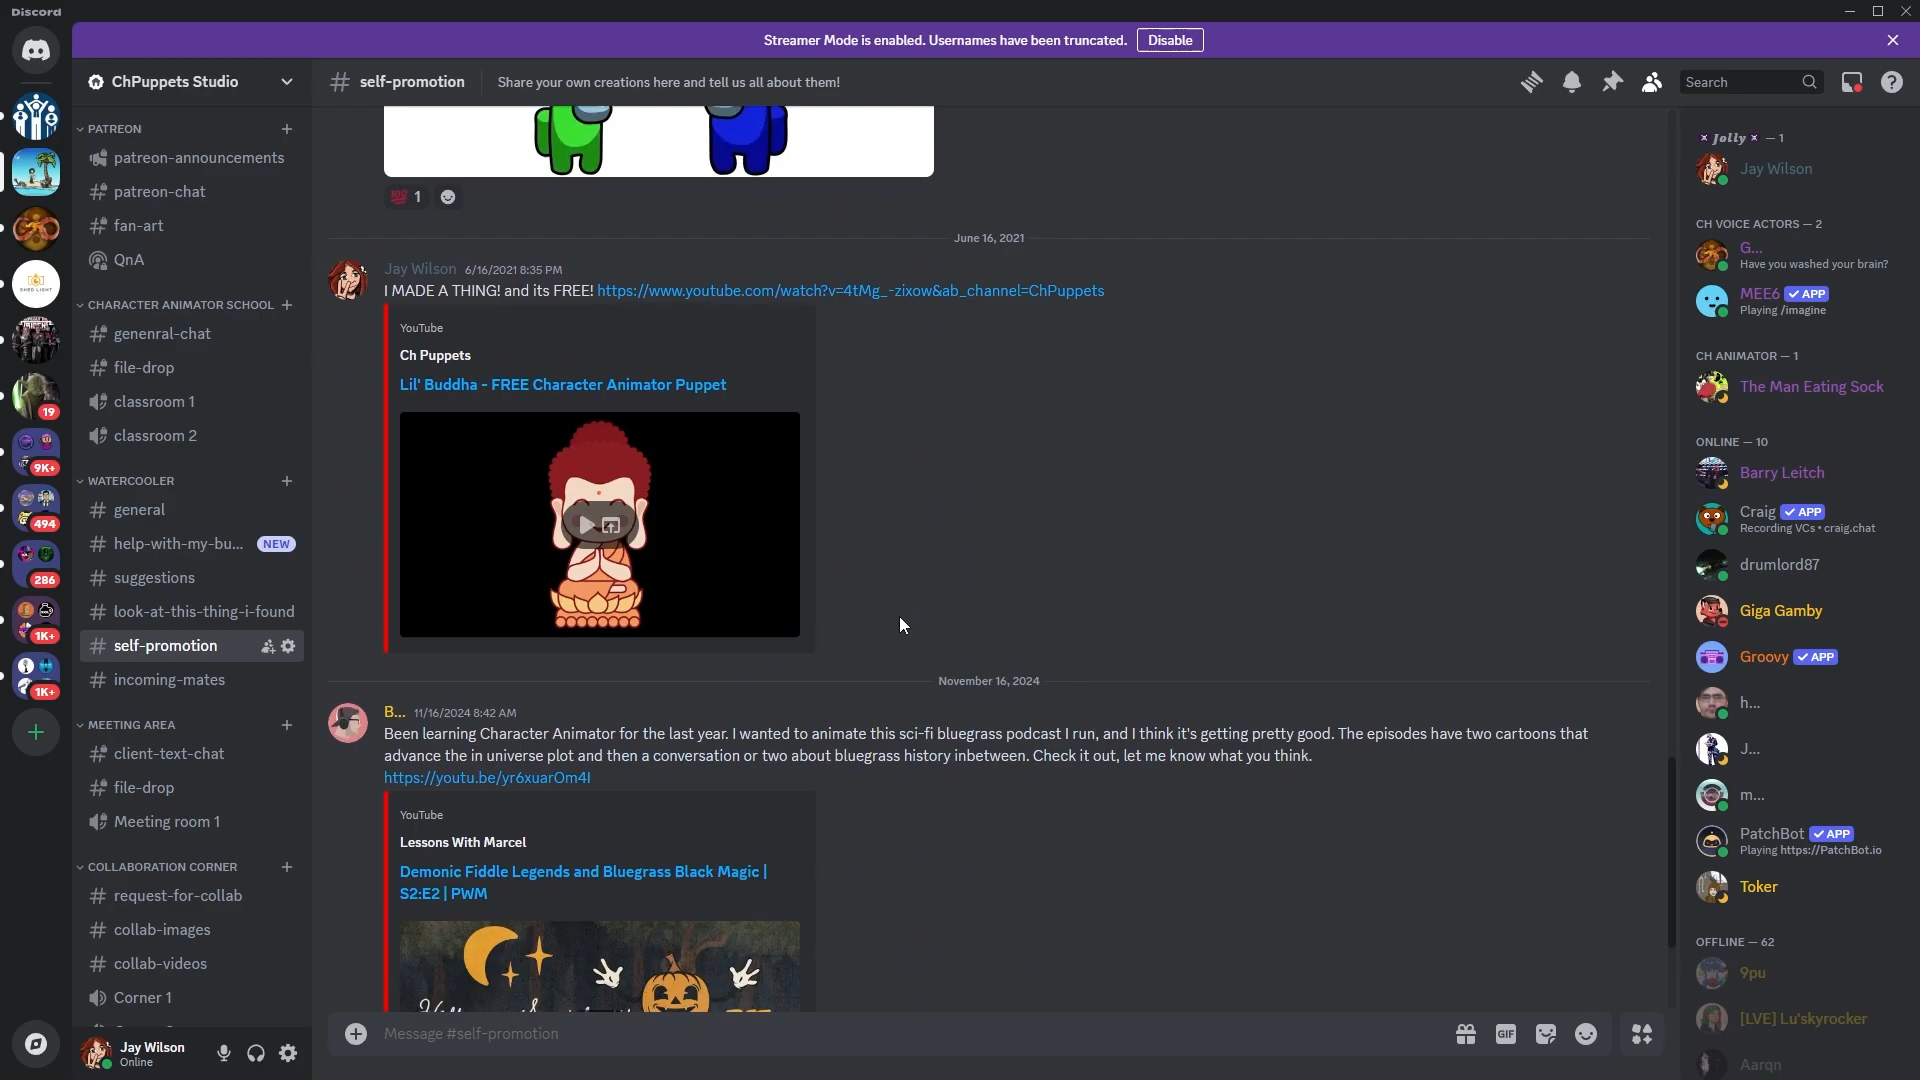 Discord
Streamer Mode is enabled. Usernames have been truncated. Disable
ChPuppets Studio
self-promotion
Share your own creations here and tell us all about them!
Search
PATREON
patreon-announcements
patreon-chat
fan-art
QnA
CHARACTER ANIMATOR SCHOOL
genenral-chat
file-drop
classroom 1
classroom 2
WATERCOOLER
general
help-with-my-bu... NEW
suggestions
look-at-this-thing-i-found
self-promotion
incoming-mates
MEETING AREA
client-text-chat
file-drop
Meeting room 1
COLLABORATION CORNER
request-for-collab
collab-images
collab-videos
Corner 1
Jay Wilson
Online
19
9K+
494
286
1K+
1K+
1
June 16, 2021
Jay Wilson 6/16/2021 8:35 PM
I MADE A THING! and its FREE! https://www.youtube.com/watch?v=4tMg_-zixow&ab_channel=ChPuppets
YouTube
Ch Puppets
Lil' Buddha - FREE Character Animator Puppet
November 16, 2024
B... 11/16/2024 8:42 AM
Been learning Character Animator for the last year. I wanted to animate this sci-fi bluegrass podcast I run, and I think it's getting pretty good. The episodes have two cartoons that
advance the in universe plot and then a conversation or two about bluegrass history inbetween. Check it out, let me know what you think.
https://youtu.be/yr6xuarOm4I
YouTube
Lessons With Marcel
Demonic Fiddle Legends and Bluegrass Black Magic |
S2:E2 | PWM
Message #self-promotion
GIF
Jolly — 1
Jay Wilson
CH VOICE ACTORS — 2
G...
Have you washed your brain?
MEE6 ✓ APP
Playing /imagine
CH ANIMATOR — 1
The Man Eating Sock
ONLINE — 10
Barry Leitch
Craig ✓ APP
Recording VCs • craig.chat
drumlord87
Giga Gamby
Groovy ✓ APP
h...
J...
m...
PatchBot ✓ APP
Playing https://PatchBot.io
Toker
OFFLINE — 62
9pu
[LVE] Lu'skyrocker
Aarqn